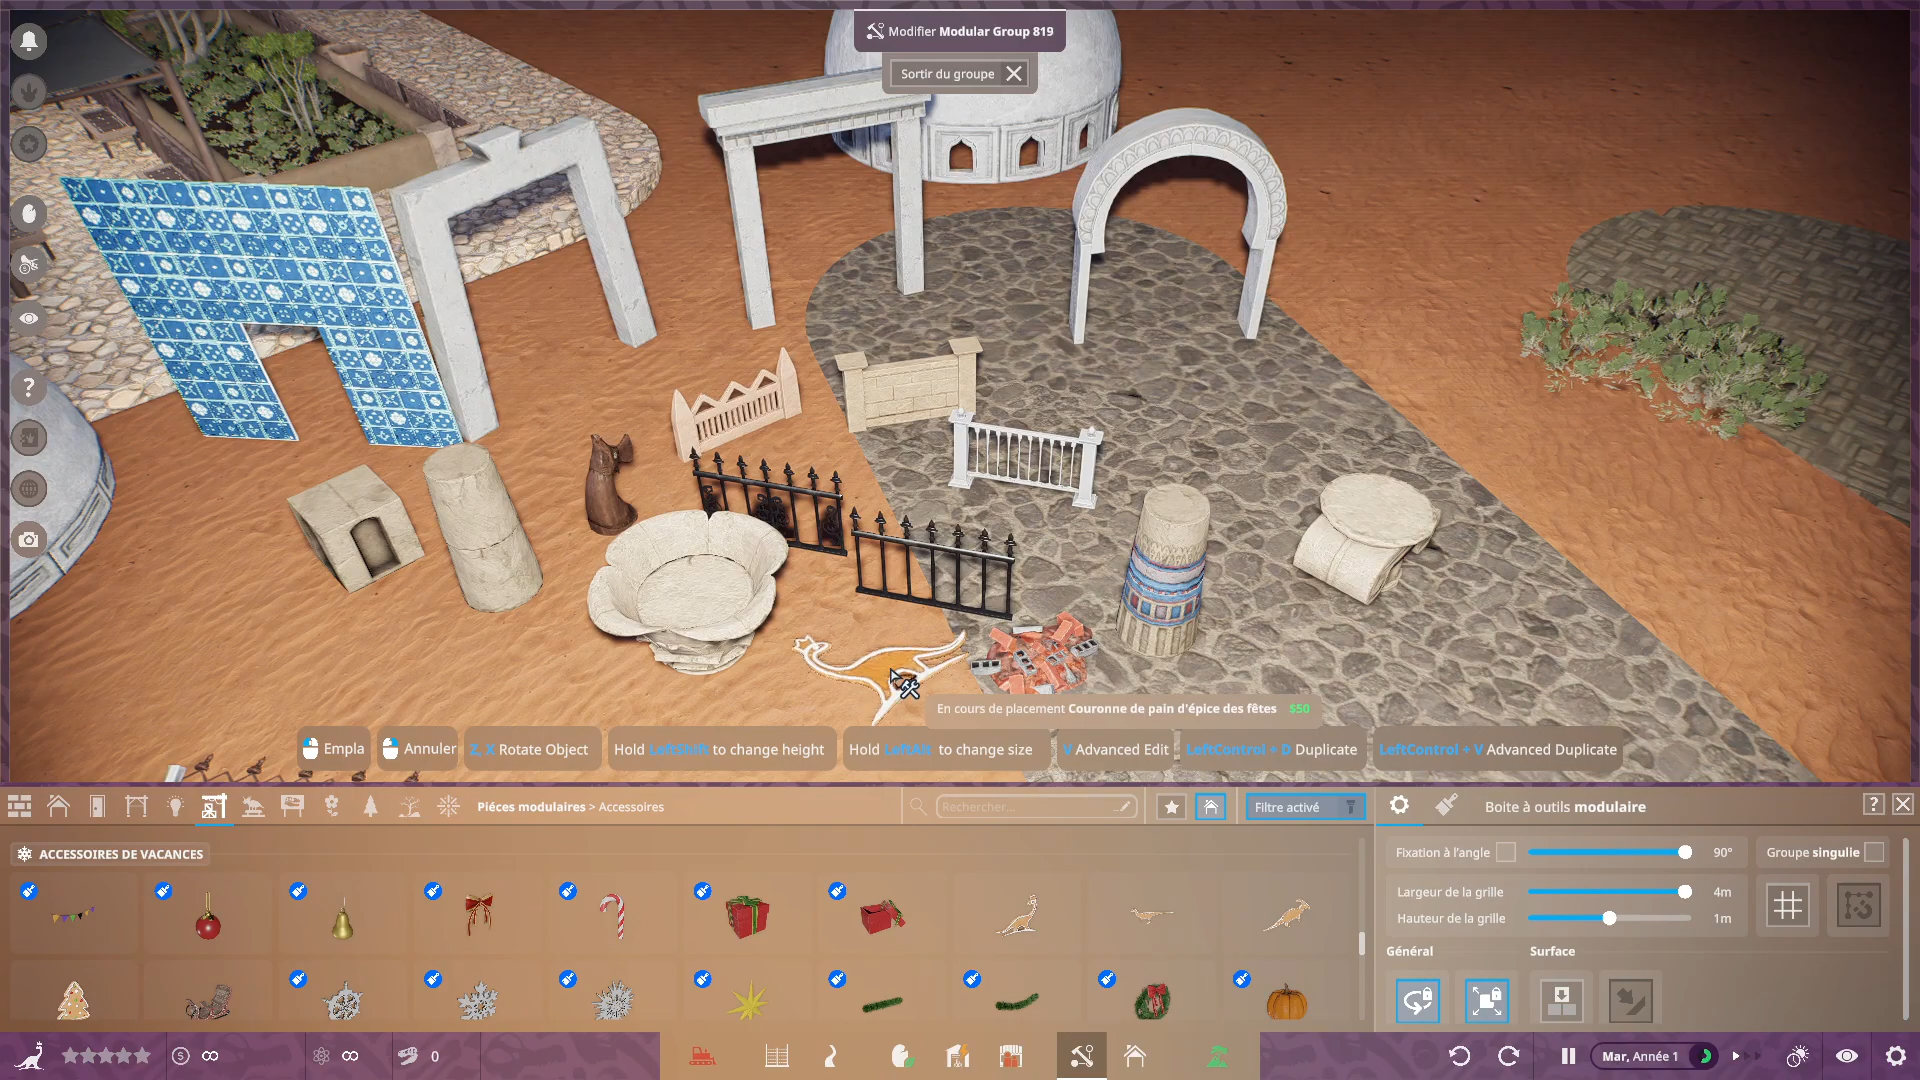 Modifier Modular Group 819
Sortir du groupe
En cours de placement Couronne de pain d'épice des fêtes $50
Empla
Annuler
Z, X Rotate Object
Hold LeftShift to change height
Hold LeftAlt to change size
V Advanced Edit
LeftControl + D Duplicate
LeftControl + V Advanced Duplicate
Piéces modulaires > Accessoires
Rechercher...
Filtre activé
Boite à outils modulaire
?
ACCESSOIRES DE VACANCES
Fixation à l'angle
90°
Groupe singulie
Largeur de la grille
4m
Hauteur de la grille
1m
Général
Surface
0
Mar, Année 1